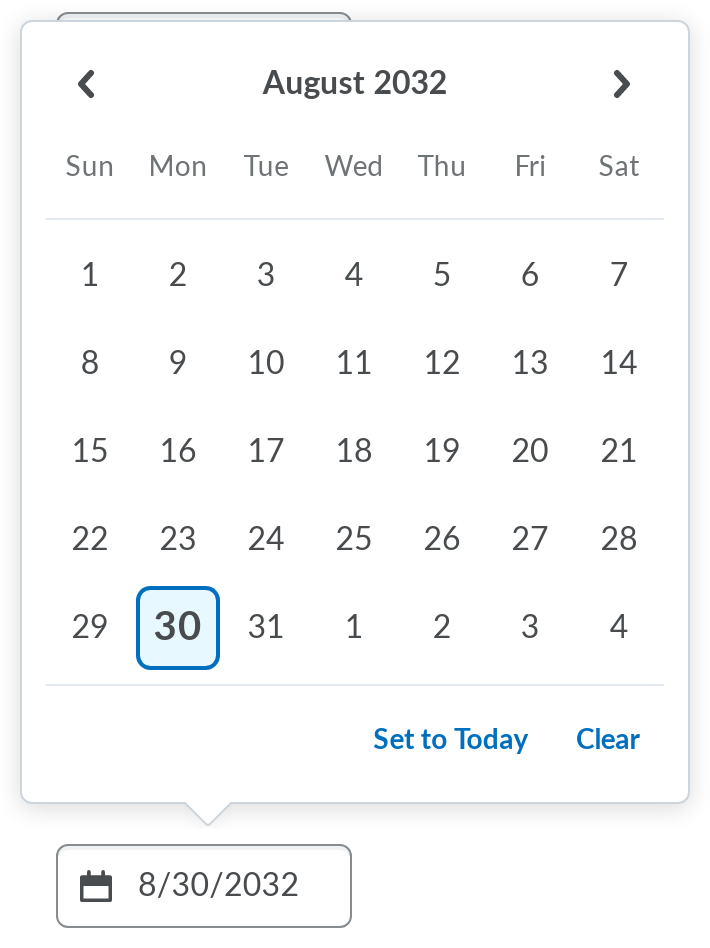 August 2032
Sun Mon Tue Wed Thu Fri Sat
1 2 3 4 5 6 7
8 9 10 11 12 13 14
15 16 17 18 19 20 21
22 23 24 25 26 27 28
29 30 31 1 2 3 4
Set to Today Clear
8/30/2032